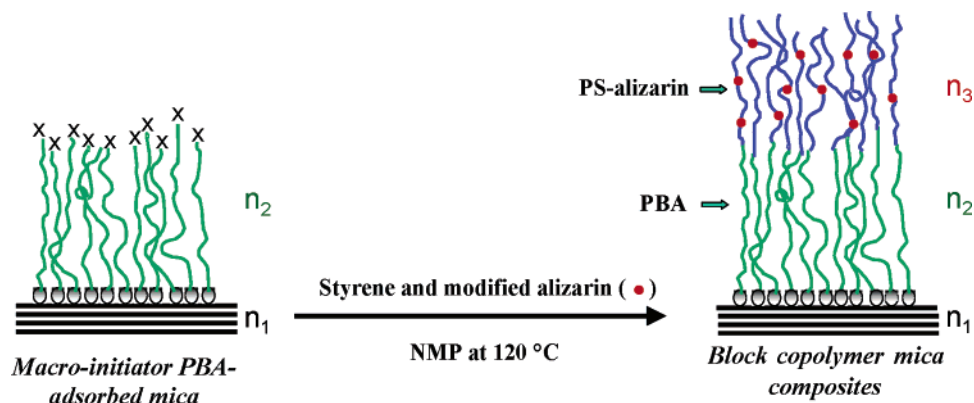 X X X X X X X X X X
n2
n1
Macro-initiator PBA-
adsorbed mica
Styrene and modified alizarin ( )
NMP at 120 °C
PS-alizarin
n3
PBA
n2
n1
Block copolymer mica
composites